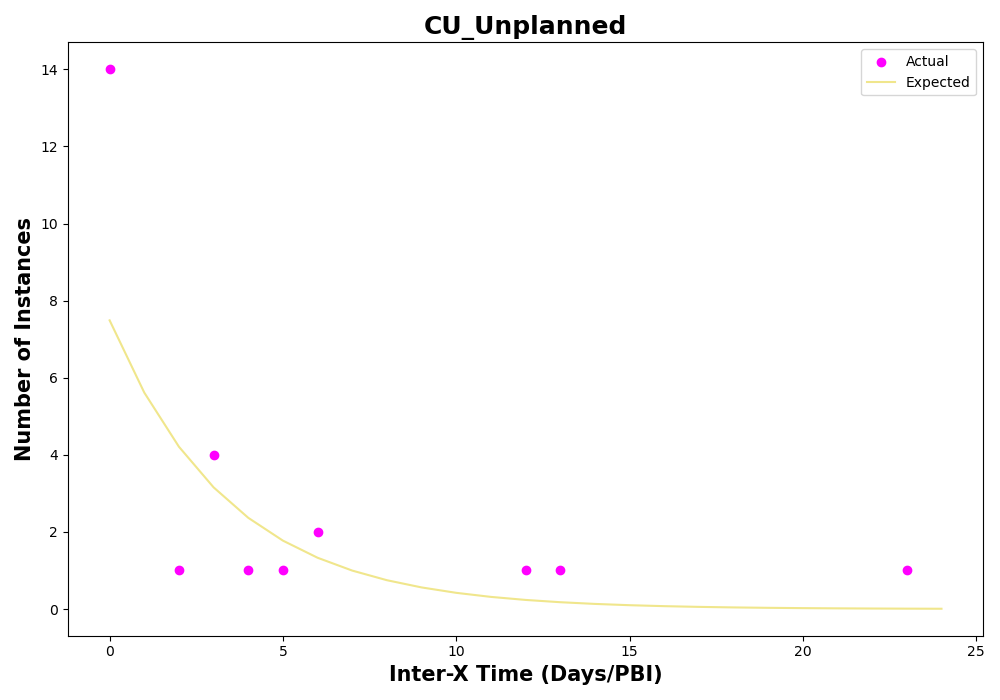 CU_Unplanned
Actual
Expected
Number of Instances
14
12
10
8
6
4
2
0
0 5 10 15 20 25
Inter-X Time (Days/PBI)